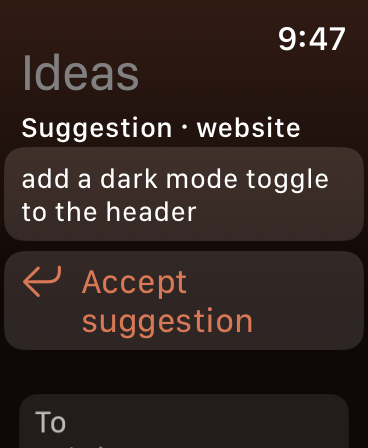 9:47
Ideas
Suggestion · website
add a dark mode toggle
to the header
Accept
suggestion
To